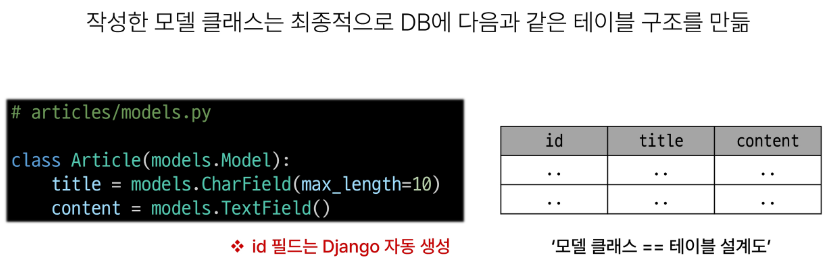 작성한 모델 클래스는 최종적으로 DB에 다음과 같은 테이블 구조를 만듦
# articles/models.py
class Article(models.Model):
    title = models.CharField(max_length=10)
    content = models.TextField()
❖ id 필드는 Django 자동 생성
id title content
.. .. ..
.. .. ..
‘모델 클래스 == 테이블 설계도’